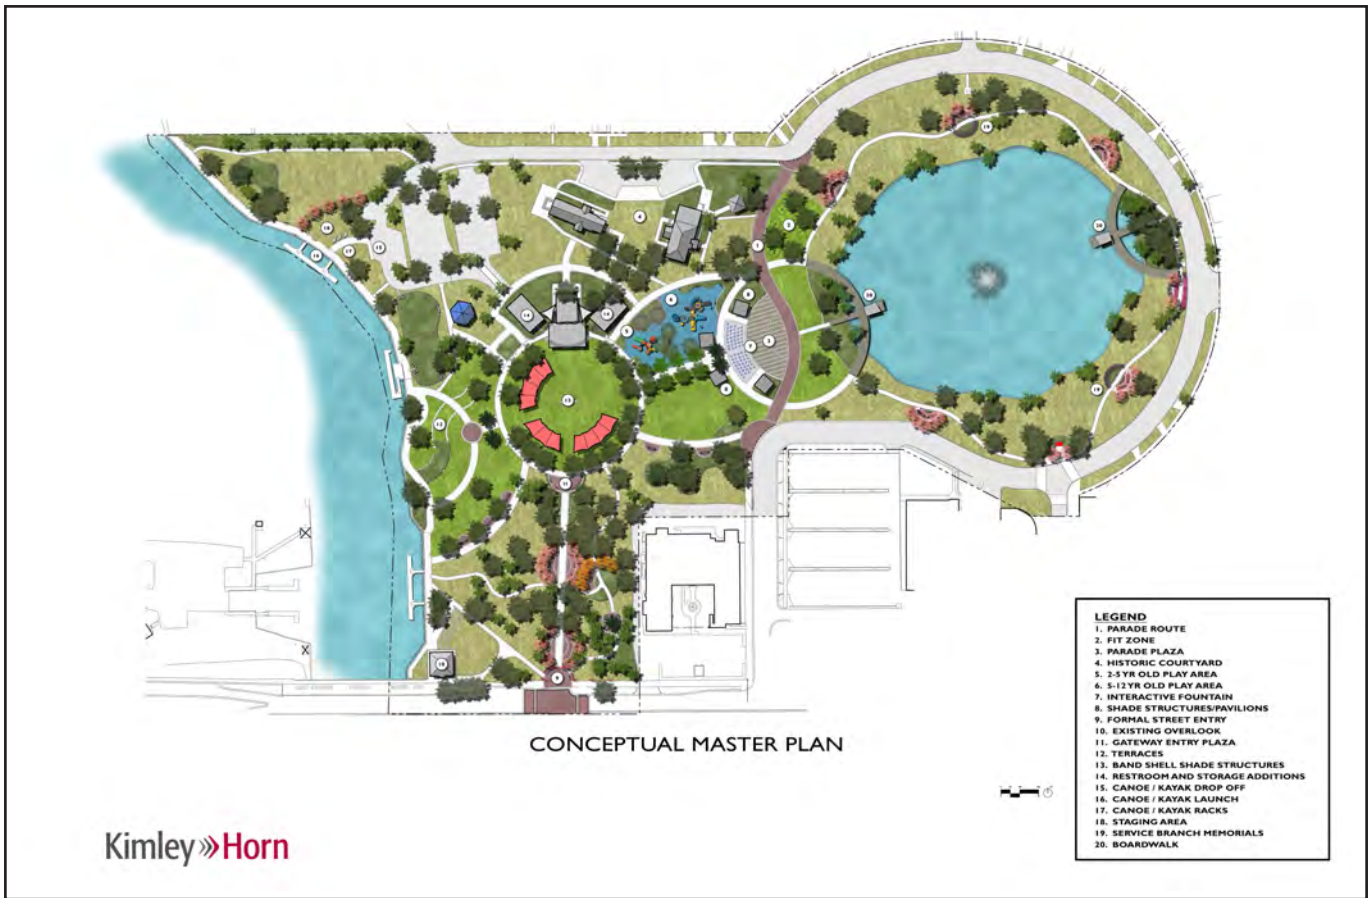 CONCEPTUAL MASTER PLAN
LEGEND
1. PARADE ROUTE
2. FIT ZONE
3. PARADE PLAZA
4. HISTORIC COURTYARD
5. 2-5 YR OLD PLAY AREA
6. 5-12 YR OLD PLAY AREA
7. INTERACTIVE FOUNTAIN
8. SHADE STRUCTURES/PAVILIONS
9. FORMAL STREET ENTRY
10. EXISTING OVERLOOK
11. GATEWAY ENTRY PLAZA
12. TERRACES
13. BAND SHELL SHADE STRUCTURES
14. RESTROOM AND STORAGE ADDITIONS
15. CANOE / KAYAK DROP OFF
16. CANOE / KAYAK LAUNCH
17. CANOE / KAYAK RACKS
18. STAGING AREA
19. SERVICE BRANCH MEMORIALS
20. BOARDWALK
Kimley»Horn